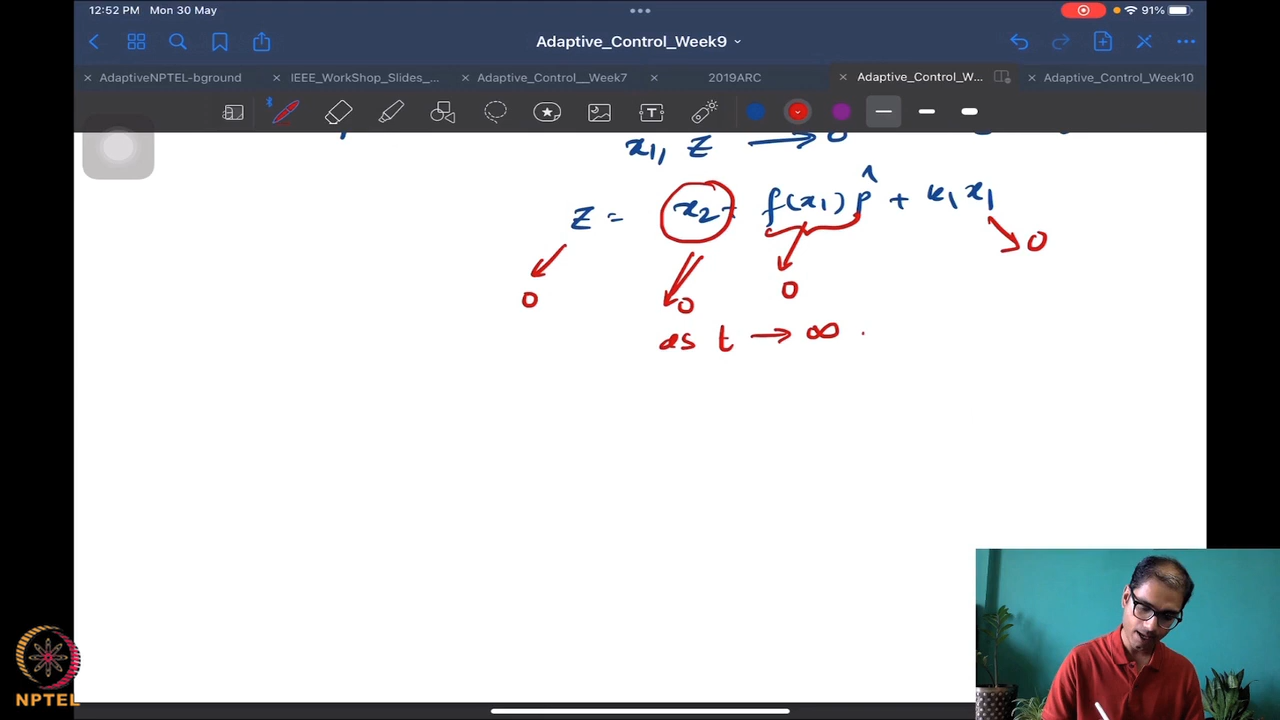 12:52 PM Mon 30 May
91%
Adaptive_Control_Week9
AdaptiveNPTEL-bground
IEEE_WorkShop_Slides_...
Adaptive_Control__Week7
2019ARC
Adaptive_Control_W...
Adaptive_Control_Week10
x1, z → 0
z = x2 - f(x1) p̂ + k1 x1
0
0
0
0
as t → ∞ .
NPTEL